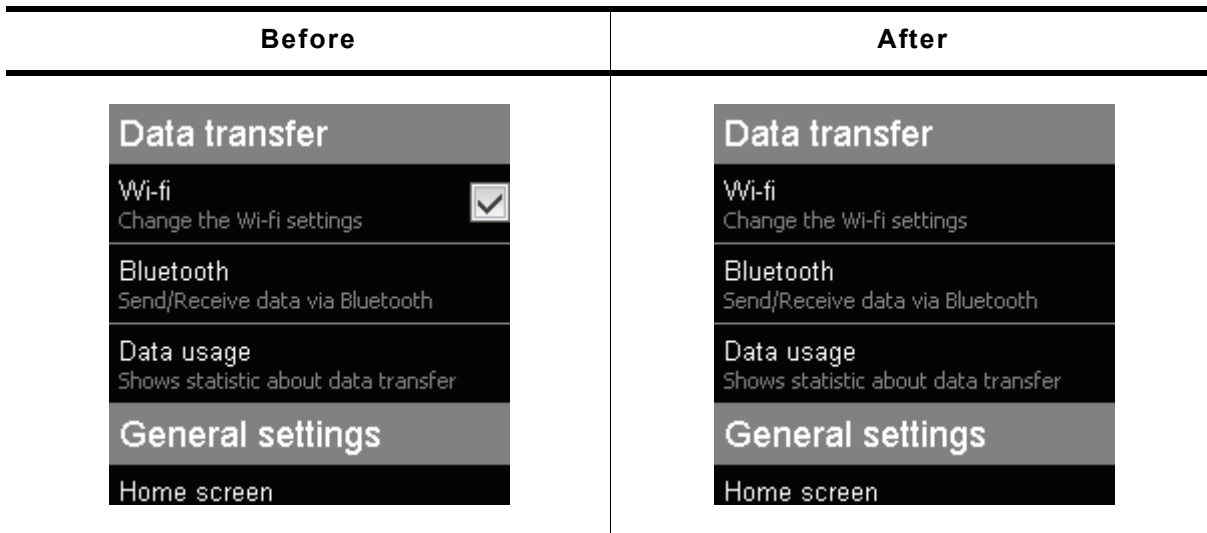 Before
After
Data transfer
Wi-fi
Change the Wi-fi settings
Bluetooth
Send/Receive data via Bluetooth
Data usage
Shows statistic about data transfer
General settings
Home screen
Data transfer
Wi-fi
Change the Wi-fi settings
Bluetooth
Send/Receive data via Bluetooth
Data usage
Shows statistic about data transfer
General settings
Home screen